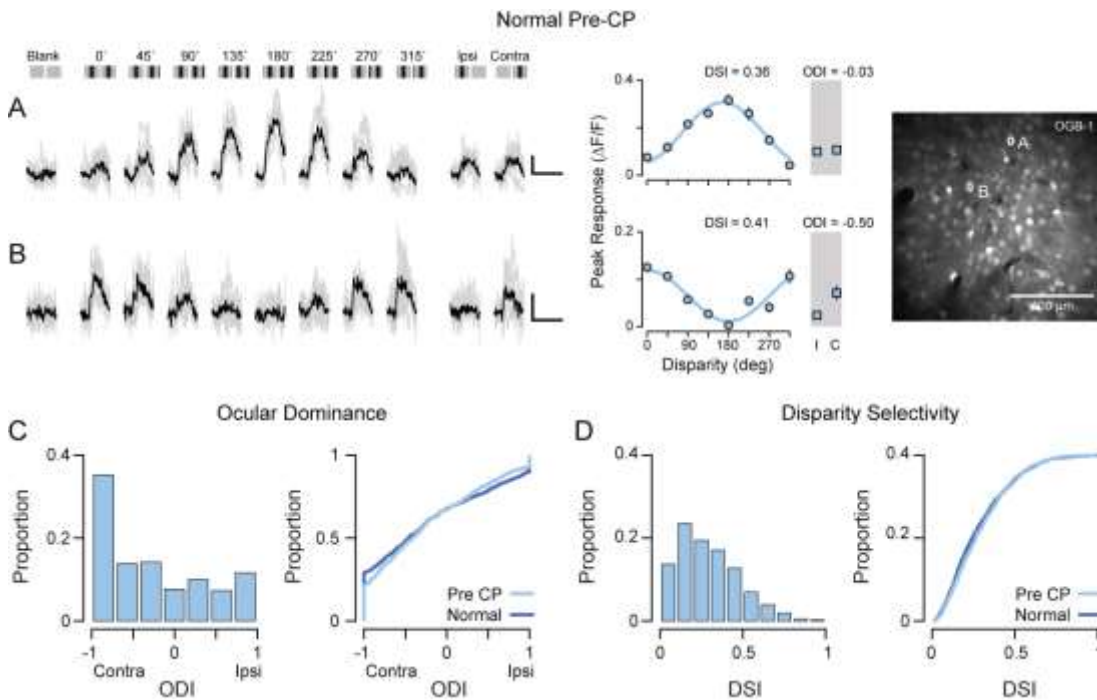 Normal Pre-CP
Blank 0° 45° 90° 135° 180° 225° 270° 315° Ipsi Contra
A
B
0.4
0
DSI = 0.36
ODI = -0.03
0.2
0
DSI = 0.41
ODI = -0.50
Peak Response (ΔF/F)
0 90 180 270
Disparity (deg)
I C
OGB-1
A
B
400 μm
C
Ocular Dominance
Proportion
0.4
0.2
0
-1 0 1
Contra Ipsi
ODI
Proportion
1
0.5
0
Pre CP
Normal
-1 0 1
Contra Ipsi
ODI
D
Disparity Selectivity
Proportion
0.4
0.2
0
0 0.5 1
DSI
Proportion
0.4
0.2
0
Pre CP
Normal
0 0.5 1
DSI